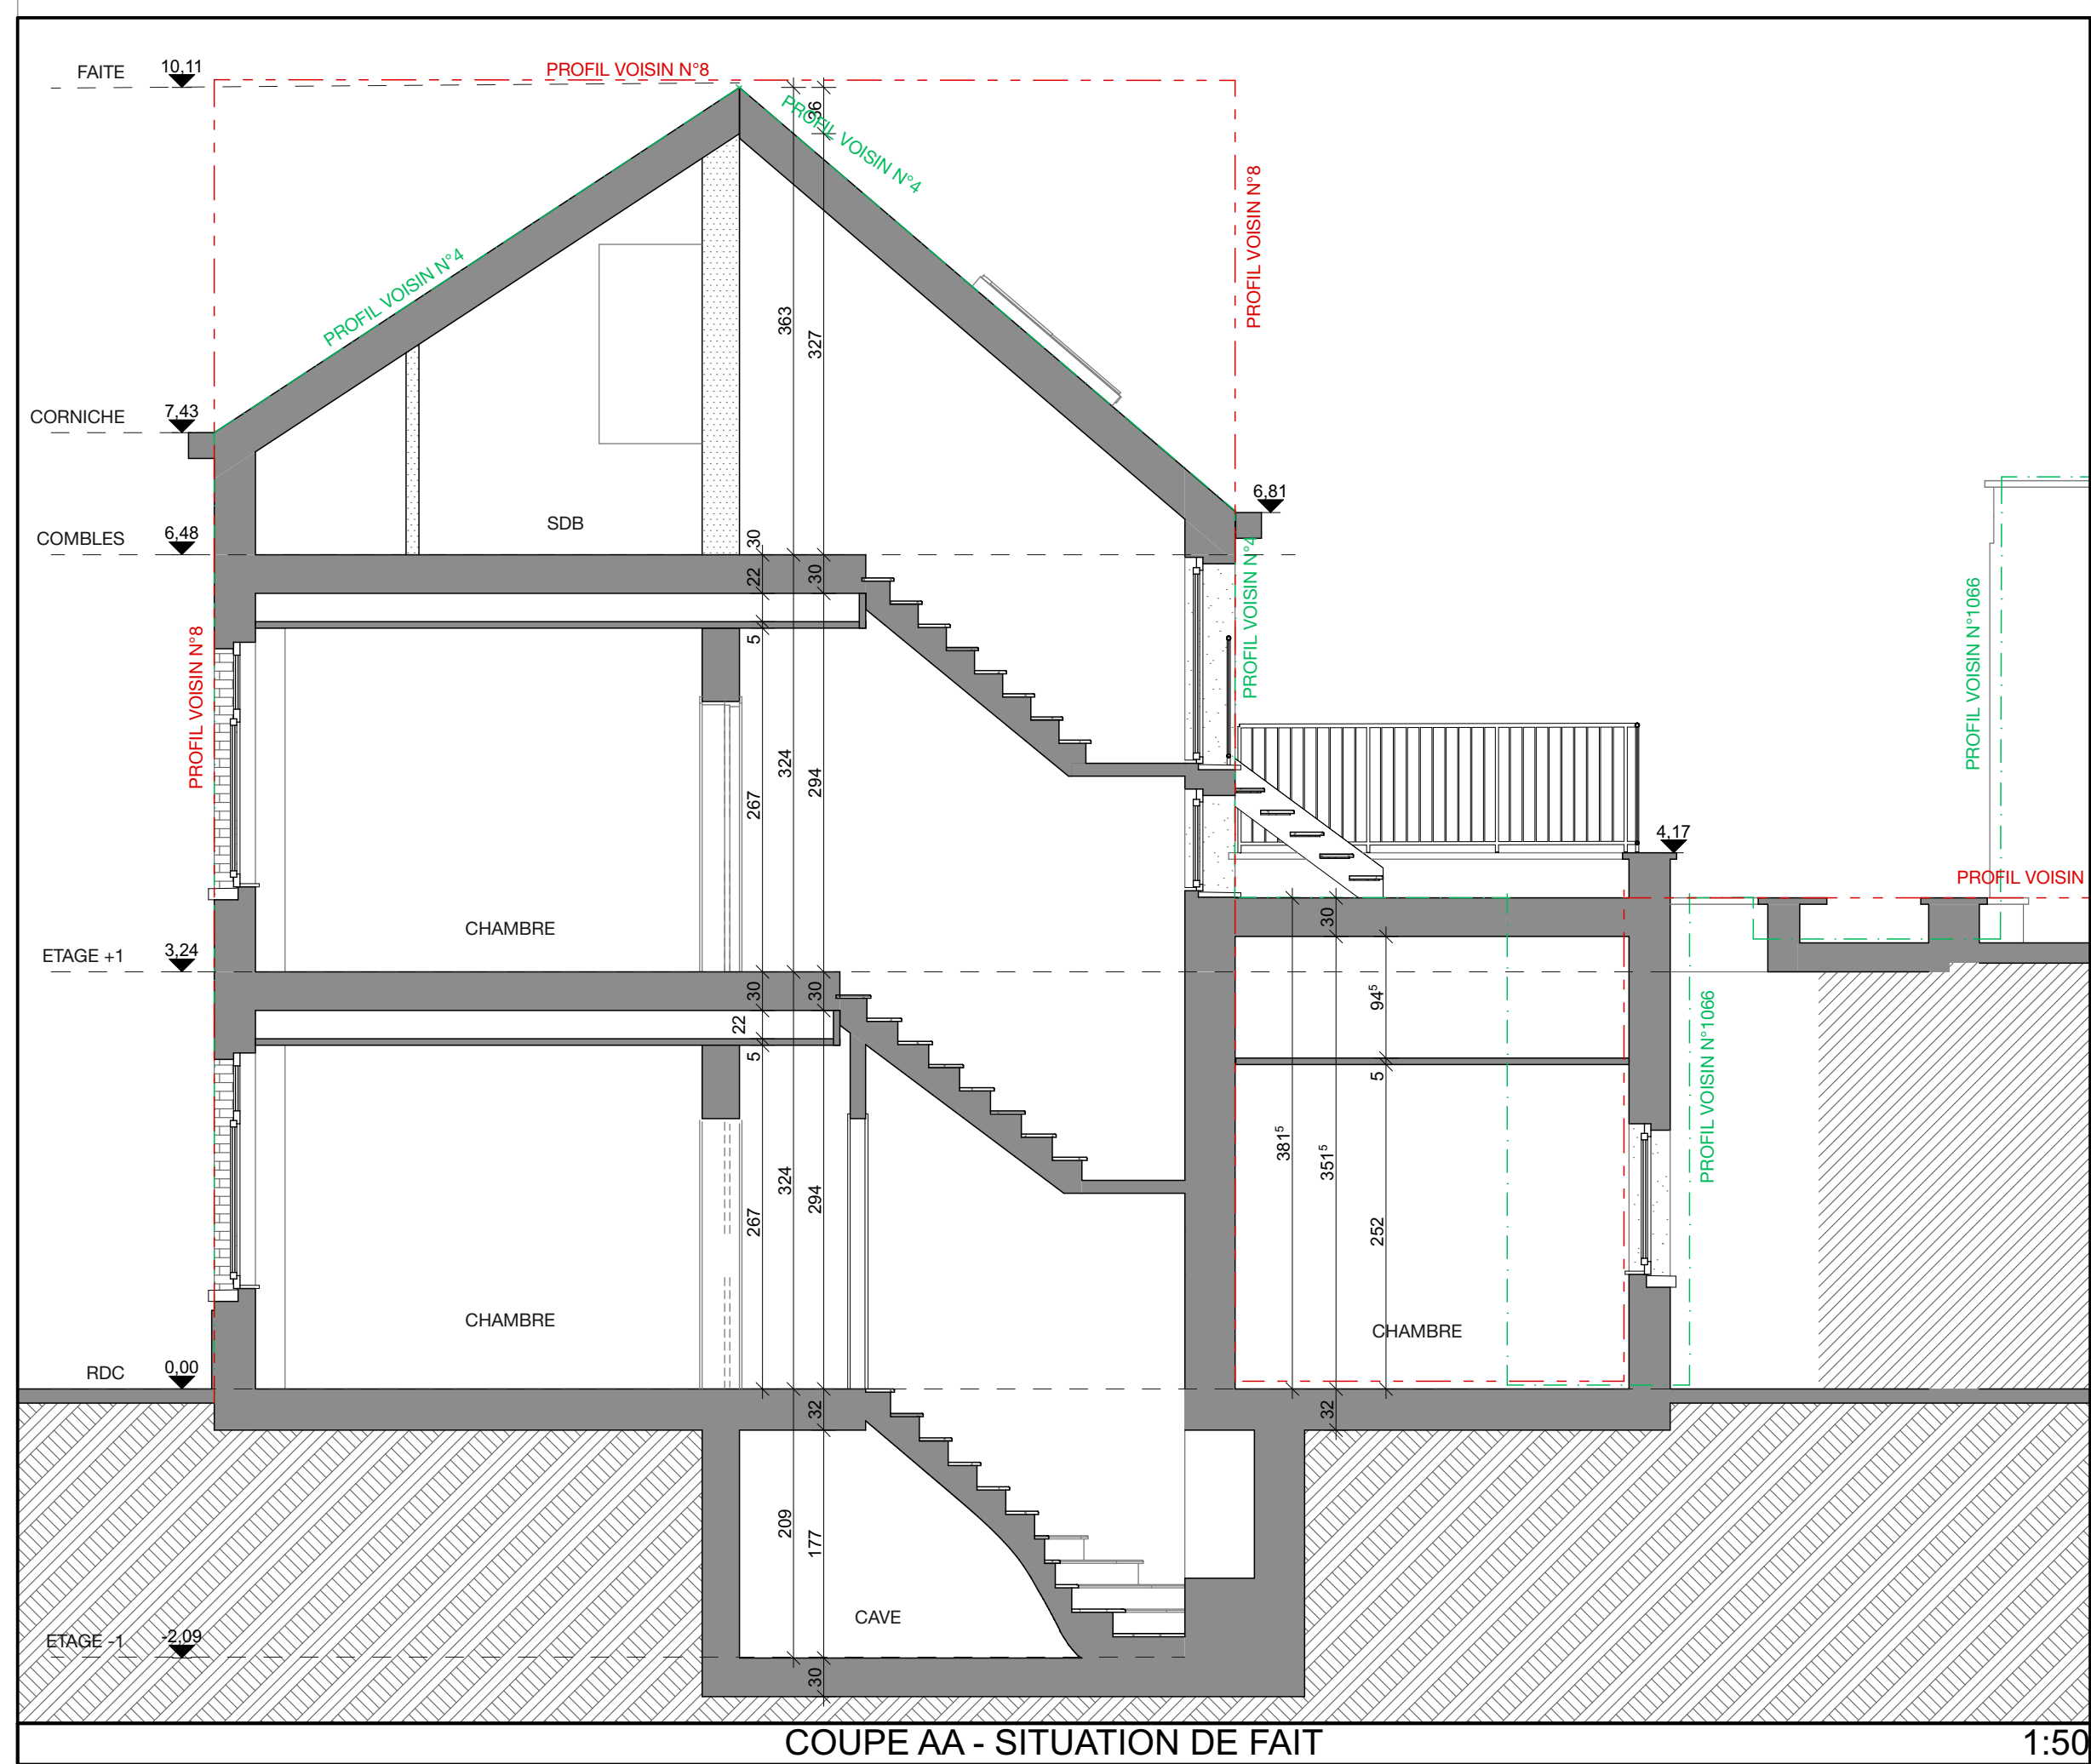 FAITE 10,11
PROFIL VOISIN N°8
36
PROFIL VOISIN N°4
PROFIL VOISIN N°4
PROFIL VOISIN N°8
363
327
CORNICHE 7,43
6,81
SDB
COMBLES 6,48
30
22
30
5
PROFIL VOISIN N°4
PROFIL VOISIN N°8
PROFIL VOISIN N°1066
324
294
267
4,17
PROFIL VOISIN
CHAMBRE
30
ETAGE +1 3,24
30
30
22
5
94⁵
5
PROFIL VOISIN N°1066
381⁵
351⁵
324
294
267
252
CHAMBRE
CHAMBRE
RDC 0,00
32
32
209
177
CAVE
ETAGE -1 -2,09
30
COUPE AA - SITUATION DE FAIT
1:50